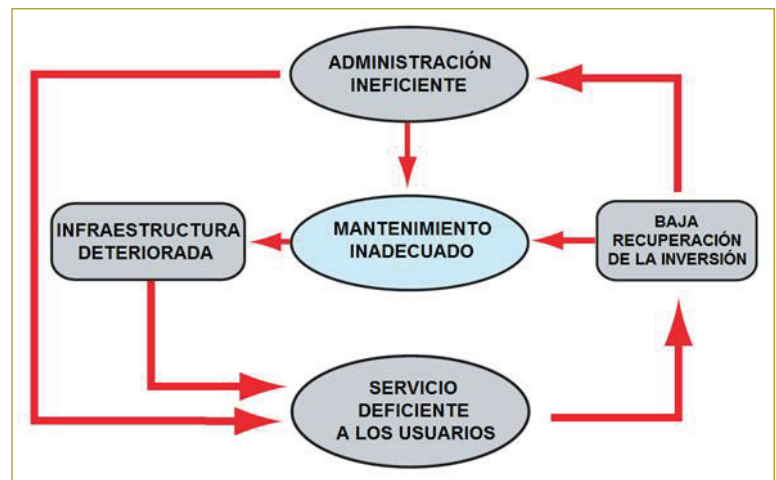 ADMINISTRACIÓN
INEFICIENTE
INFRAESTRUCTURA
DETERIORADA
MANTENIMIENTO
INADECUADO
BAJA
RECUPERACIÓN
DE LA INVERSIÓN
SERVICIO
DEFICIENTE
A LOS USUARIOS